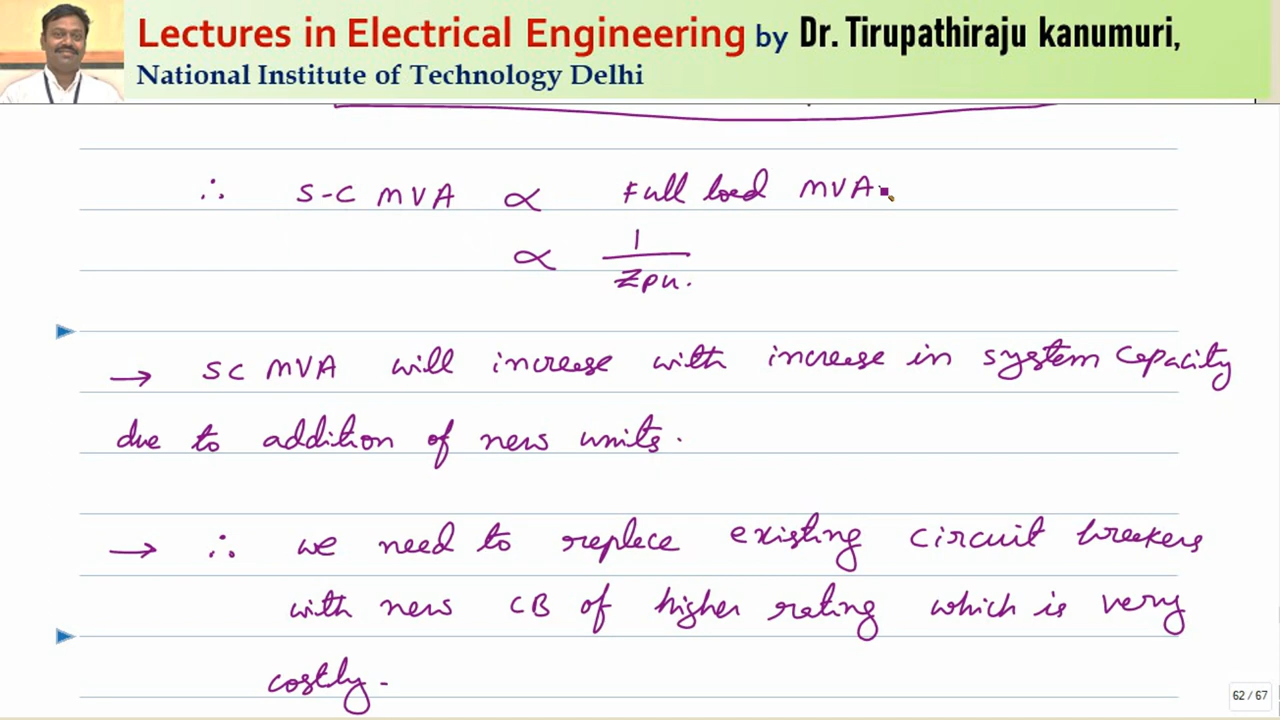 Lectures in Electrical Engineering by Dr. Tirupathiraju kanumuri,
National Institute of Technology Delhi
∴ S-C MVA ∝ Full load MVA
∝ 1/Zpu.
→ SC MVA will increase with increase in system capacity
due to addition of new units.
→ ∴ we need to replace existing circuit breakers
with new CB of higher rating which is very
costly.
62 / 67